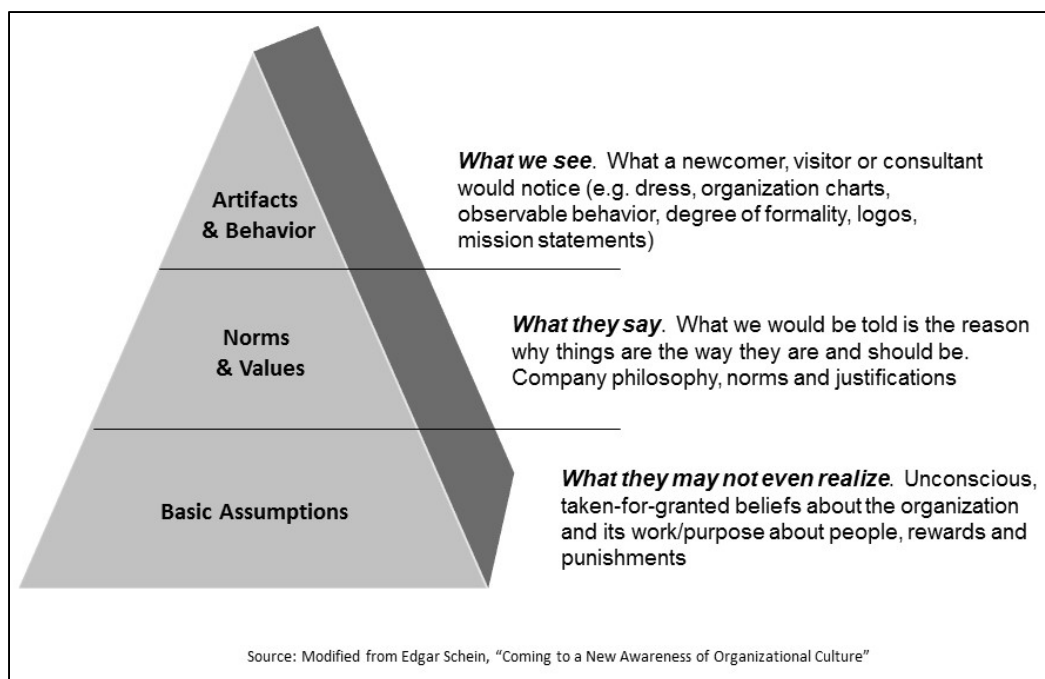 Artifacts
& Behavior
What we see. What a newcomer, visitor or consultant
would notice (e.g. dress, organization charts,
observable behavior, degree of formality, logos,
mission statements)
Norms
& Values
What they say. What we would be told is the reason
why things are the way they are and should be.
Company philosophy, norms and justifications
Basic Assumptions
What they may not even realize. Unconscious,
taken-for-granted beliefs about the organization
and its work/purpose about people, rewards and
punishments
Source: Modified from Edgar Schein, “Coming to a New Awareness of Organizational Culture”